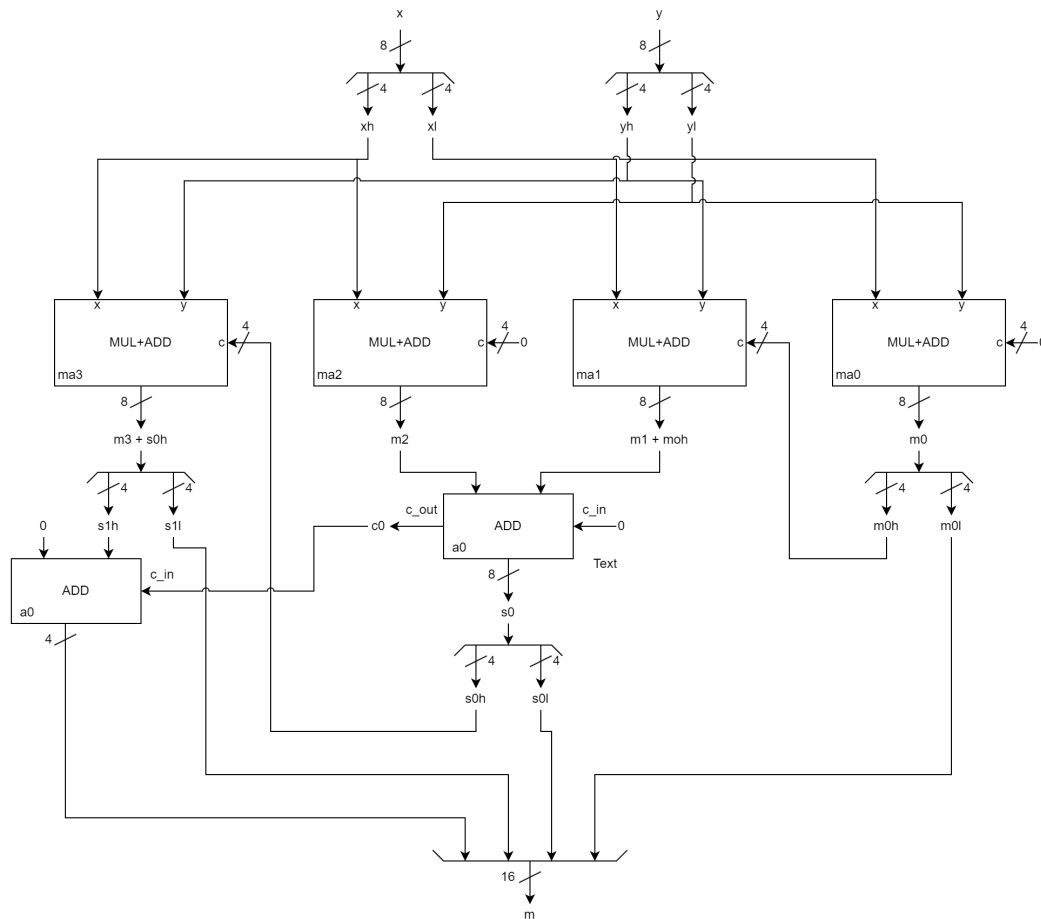 x y
8 8
4 4 4 4
xh xl yh yl
x y x y x y x y
4 4 4 4
MUL+ADD c MUL+ADD c 0 MUL+ADD c MUL+ADD c 0
ma3 ma2 ma1 ma0
8 8 8 8
m3 + s0h m2 m1 + moh m0
4 4 4 4
c_out c_in
0 s1h s1l c0 ADD 0 m0h m0l
a0
Text
c_in 8
ADD
a0 s0
4
4 4
s0h s0l
16
m